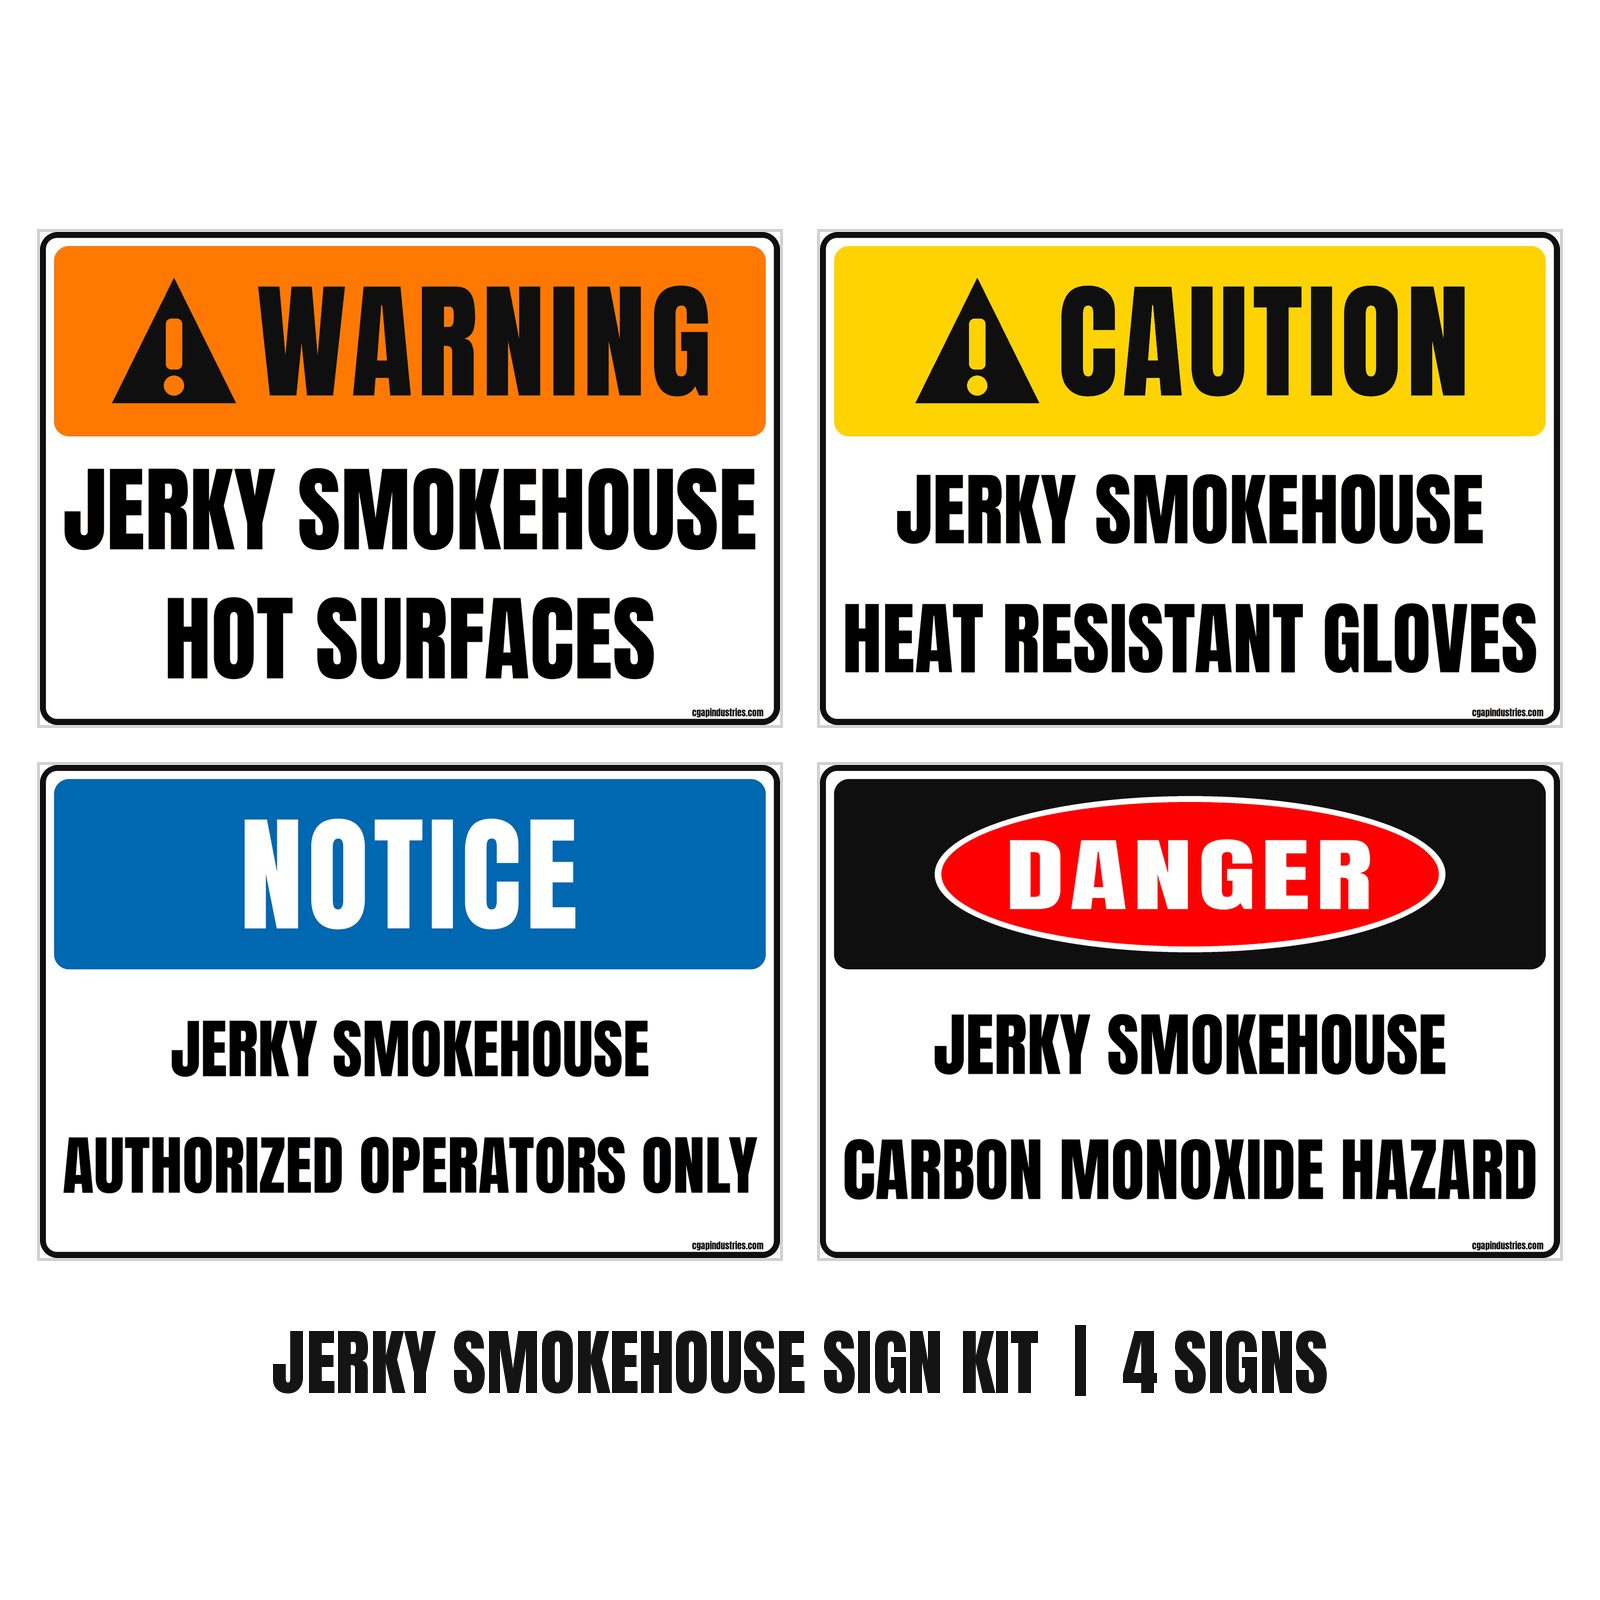 WARNING
JERKY SMOKEHOUSE
HOT SURFACES
cgapindustries.com
CAUTION
JERKY SMOKEHOUSE
HEAT RESISTANT GLOVES
cgapindustries.com
NOTICE
JERKY SMOKEHOUSE
AUTHORIZED OPERATORS ONLY
cgapindustries.com
DANGER
JERKY SMOKEHOUSE
CARBON MONOXIDE HAZARD
cgapindustries.com
JERKY SMOKEHOUSE SIGN KIT | 4 SIGNS